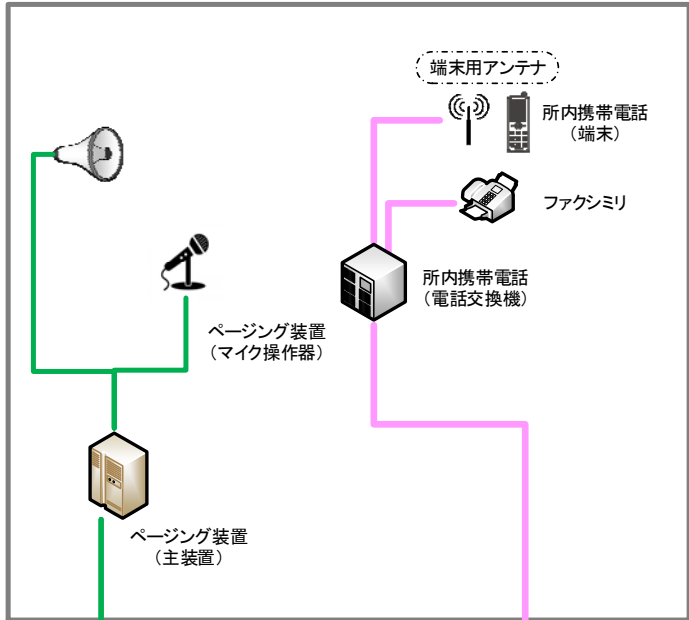 端末用アンテナ
所内携帯電話
（端末）
ファクシミリ
所内携帯電話
（電話交換機）
ページング装置
（マイク操作器）
ページング装置
（主装置）